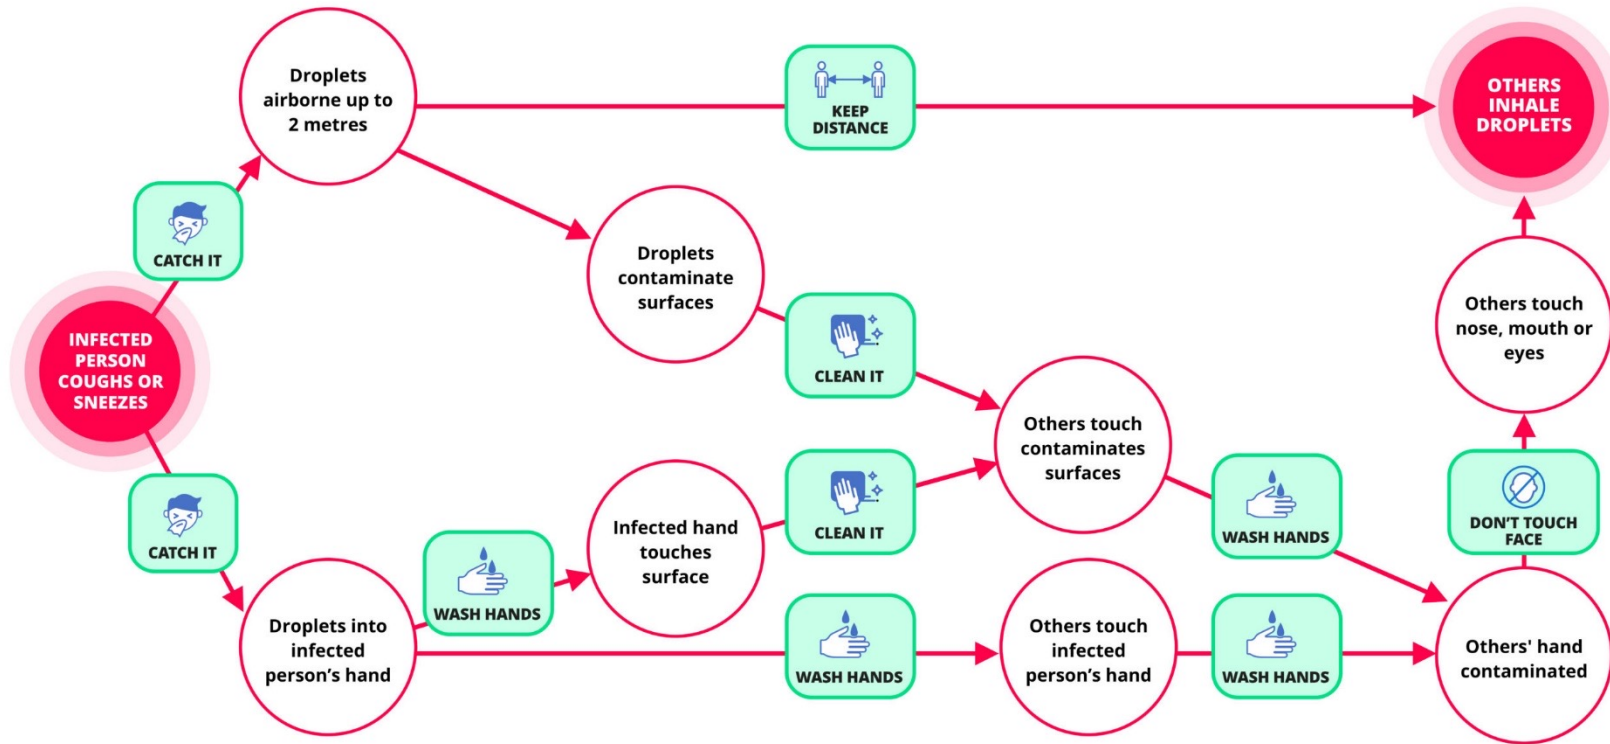 Droplets
airborne up to
2 metres
KEEP
DISTANCE
OTHERS
INHALE
DROPLETS
CATCH IT
Droplets
contaminate
surfaces
INFECTED
PERSON
COUGHS OR
SNEEZES
CLEAN IT
Others touch
nose, mouth or
eyes
Others touch
contaminates
surfaces
CATCH IT
Infected hand
touches
surface
CLEAN IT
WASH HANDS
DON'T TOUCH
FACE
WASH HANDS
Droplets into
infected
person's hand
WASH HANDS
Others touch
infected
person's hand
WASH HANDS
Others' hand
contaminated